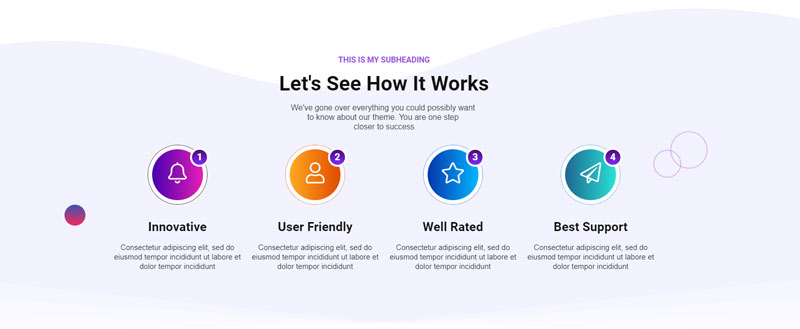 THIS IS MY SUBHEADING
Let's See How It Works
We've gone over everything you could possibly want
to know about our theme. You are one step
closer to success
1
2
3
4
Innovative
User Friendly
Well Rated
Best Support
Consectetur adipiscing elit, sed do
eiusmod tempor incididunt ut labore et
dolor tempor incididunt
Consectetur adipiscing elit, sed do
eiusmod tempor incididunt ut labore et
dolor tempor incididunt
Consectetur adipiscing elit, sed do
eiusmod tempor incididunt ut labore et
dolor tempor incididunt
Consectetur adipiscing elit, sed do
eiusmod tempor incididunt ut labore et
dolor tempor incididunt